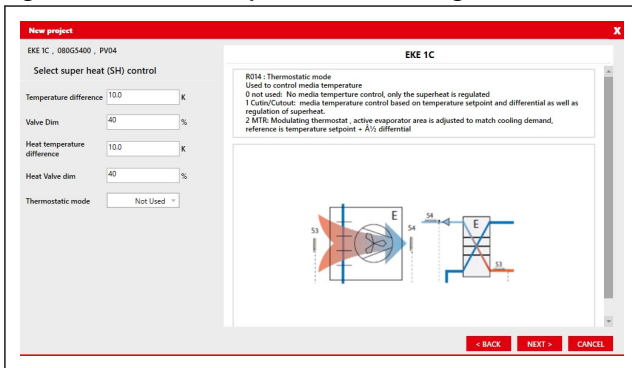 New project
X
EKE 1C , 080G5400 , PV04
Select super heat (SH) control
Temperature difference 10.0 K
Valve Dim 40 %
Heat temperature
difference 10.0 K
Heat Valve dim 40 %
Thermostatic mode Not Used
EKE 1C
R014 : Thermostatic mode
Used to control media temperature
0 not used: No media temperture control, only the superheat is regulated
1 Cutin/Cutout: media temperature control based on temperature setpoint and differential as well as
regulation of superheat.
2 MTR: Modulating thermostat , active evaporator area is adjusted to match cooling demand,
reference is temperature setpoint + Â½ differntial
S3
E
S4
S4
E
S3
< BACK
NEXT >
CANCEL